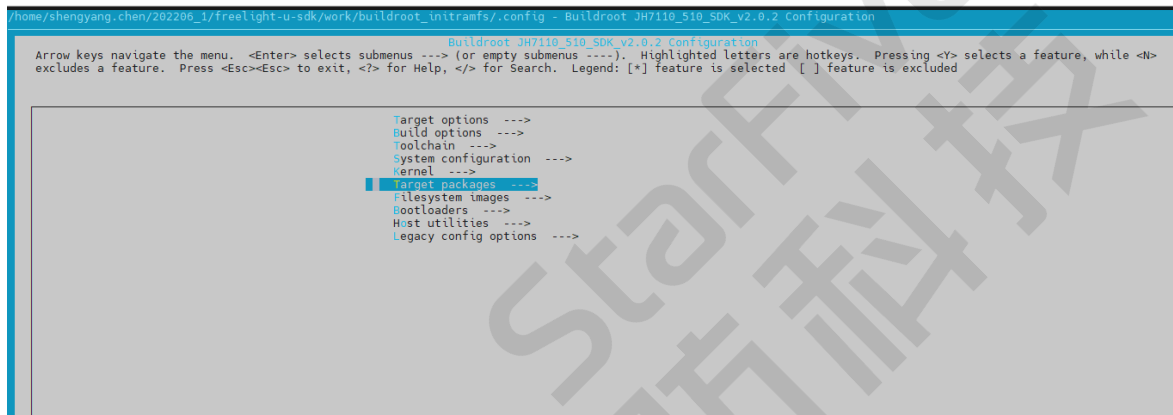 /home/shengyang.chen/202206_1/freelight-u-sdk/work/buildroot_initramfs/.config - Buildroot JH7110_510_SDK_v2.0.2 Configuration
Buildroot JH7110_510_SDK_v2.0.2 Configuration
Arrow keys navigate the menu.  <Enter> selects submenus ---> (or empty submenus ----).  Highlighted letters are hotkeys.  Pressing <Y> selects a feature, while <N>
excludes a feature.  Press <Esc><Esc> to exit, <?> for Help, </> for Search.  Legend: [*] feature is selected  [ ] feature is excluded
Target options  --->
Build options  --->
Toolchain  --->
System configuration  --->
Kernel  --->
Target packages  --->
Filesystem images  --->
Bootloaders  --->
Host utilities  --->
Legacy config options  --->
StarFive
科技